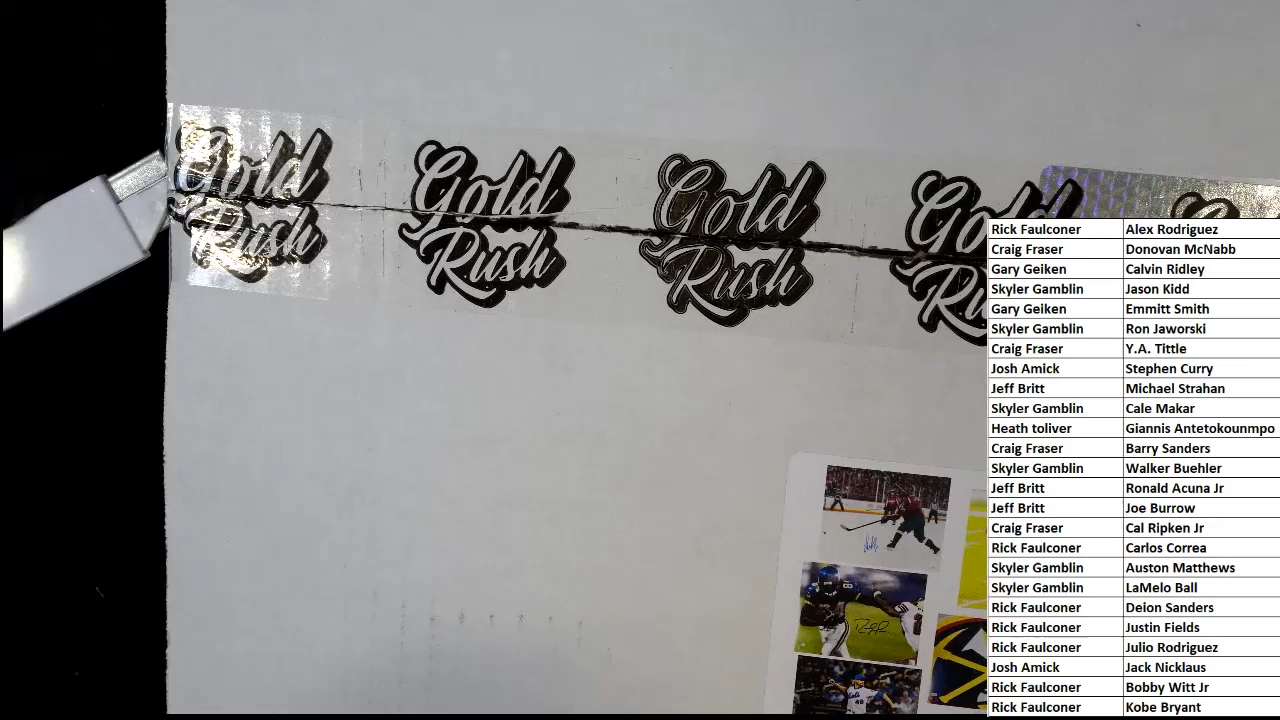 Gold
Rush
Gold
Rush
Gold
Rush
Go
Ru
Rick Faulconer Alex Rodriguez
Craig Fraser Donovan McNabb
Gary Geiken Calvin Ridley
Skyler Gamblin Jason Kidd
Gary Geiken Emmitt Smith
Skyler Gamblin Ron Jaworski
Craig Fraser Y.A. Tittle
Josh Amick Stephen Curry
Jeff Britt Michael Strahan
Skyler Gamblin Cale Makar
Heath toliver Giannis Antetokounmpo
Craig Fraser Barry Sanders
Skyler Gamblin Walker Buehler
Jeff Britt Ronald Acuna Jr
Jeff Britt Joe Burrow
Craig Fraser Cal Ripken Jr
Rick Faulconer Carlos Correa
Skyler Gamblin Auston Matthews
Skyler Gamblin LaMelo Ball
Rick Faulconer Deion Sanders
Rick Faulconer Justin Fields
Rick Faulconer Julio Rodriguez
Josh Amick Jack Nicklaus
Rick Faulconer Bobby Witt Jr
Rick Faulconer Kobe Bryant